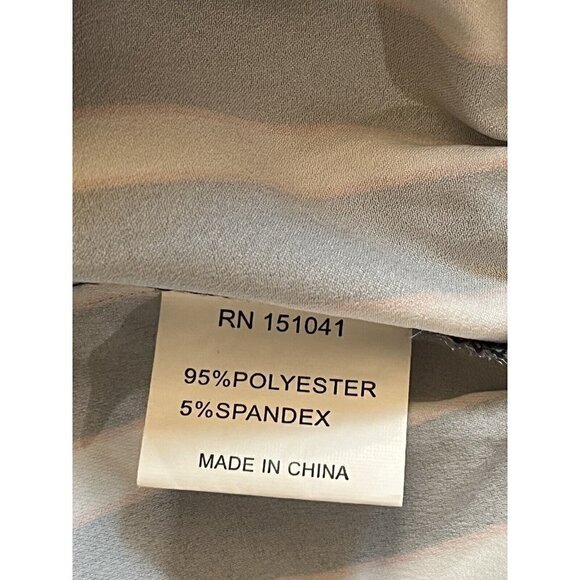 RN 151041
95%POLYESTER
5%SPANDEX
MADE IN CHINA